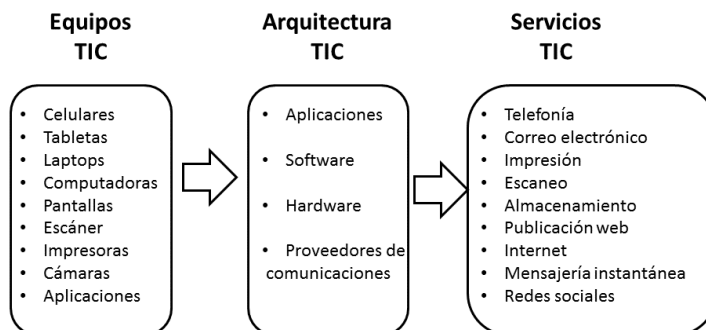 Equipos
TIC
• Celulares
• Tabletas
• Laptops
• Computadoras
• Pantallas
• Escáner
• Impresoras
• Cámaras
• Aplicaciones
Arquitectura
TIC
• Aplicaciones
• Software
• Hardware
• Proveedores de
comunicaciones
Servicios
TIC
• Telefonía
• Correo electrónico
• Impresión
• Escaneo
• Almacenamiento
• Publicación web
• Internet
• Mensajería instantánea
• Redes sociales